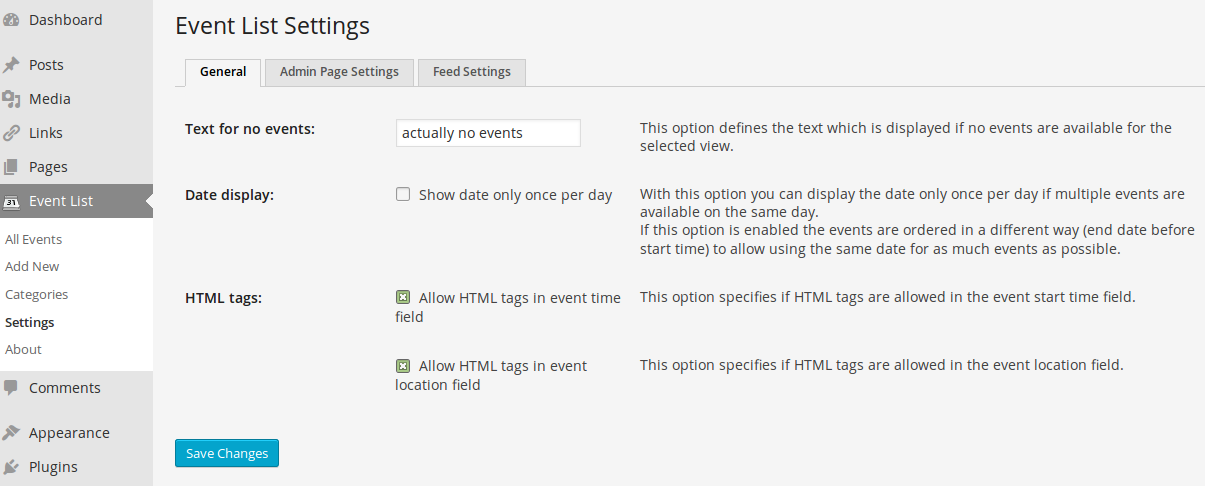 Dashboard
Posts
Media
Links
Pages
31 Event List
All Events
Add New
Categories
Settings
About
Comments
Appearance
Plugins
Event List Settings
General Admin Page Settings Feed Settings
Text for no events:
actually no events
This option defines the text which is displayed if no events are available for the
selected view.
Date display:
Show date only once per day
With this option you can display the date only once per day if multiple events are
available on the same day.
If this option is enabled the events are ordered in a different way (end date before
start time) to allow using the same date for as much events as possible.
HTML tags:
Allow HTML tags in event time
field
This option specifies if HTML tags are allowed in the event start time field.
Allow HTML tags in event
location field
This option specifies if HTML tags are allowed in the event location field.
Save Changes